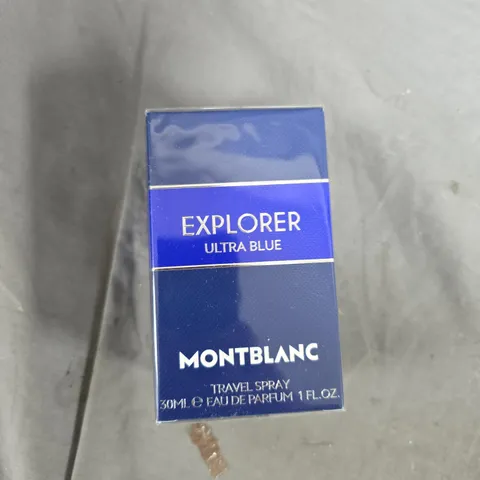 EXPLORER
ULTRA BLUE
MONTBLANC
TRAVEL SPRAY
30ML ℮ EAU DE PARFUM 1 FL.OZ.